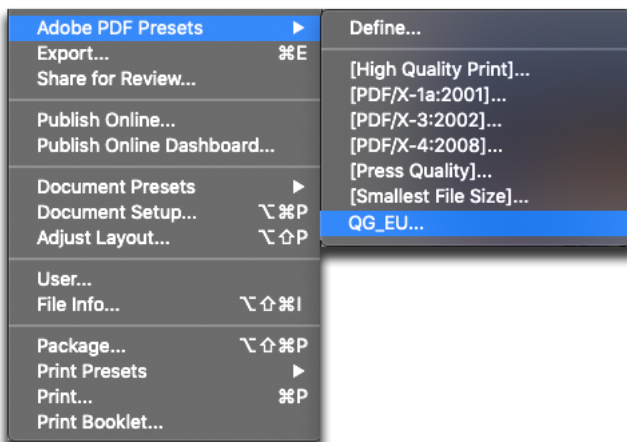 Adobe PDF Presets ▶
Export... ⌘E
Share for Review...
Publish Online...
Publish Online Dashboard...
Document Presets ▶
Document Setup... ⌥⌘P
Adjust Layout... ⌥⇧P
User...
File Info... ⌥⇧⌘I
Package... ⌥⇧⌘P
Print Presets ▶
Print... ⌘P
Print Booklet...
Define...
[High Quality Print]...
[PDF/X-1a:2001]...
[PDF/X-3:2002]...
[PDF/X-4:2008]...
[Press Quality]...
[Smallest File Size]...
QG_EU...